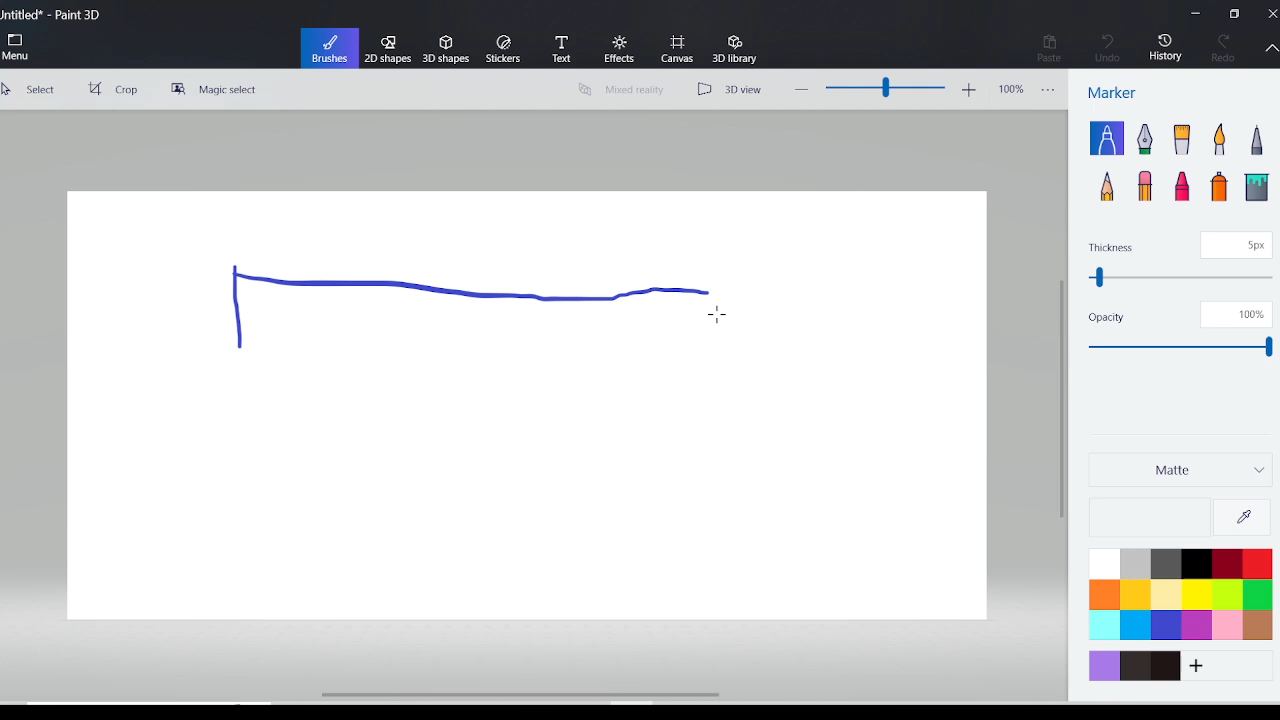 Untitled* - Paint 3D
Menu
Brushes
2D shapes
3D shapes
Stickers
Text
Effects
Canvas
3D library
Paste
Undo
History
Redo
Select
Crop
Magic select
Mixed reality
3D view
100%
Marker
Thickness
5px
Opacity
100%
Matte